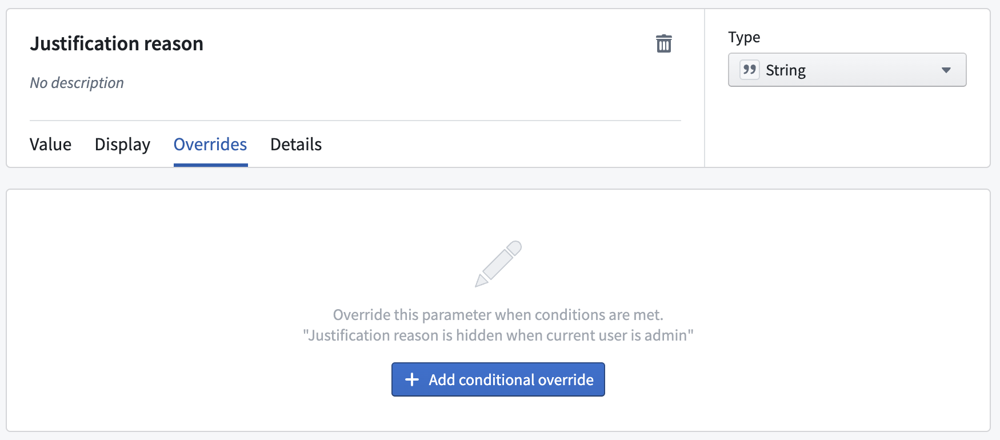 Justification reason
No description
Value Display Overrides Details
Type
String
Override this parameter when conditions are met.
"Justification reason is hidden when current user is admin"
Add conditional override